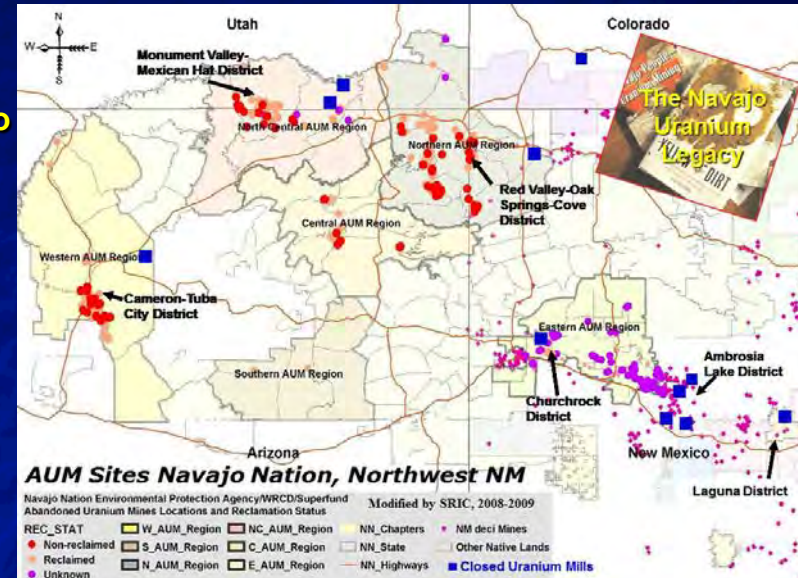 Utah
Colorado
N
W E
S
Monument Valley-
Mexican Hat District
o
The Navajo
Uranium
Legacy
North Central AUM Region
Northern AUM Region
Red Valley-Oak
Springs-Cove
District
Central AUM Region
Western AUM Region
Cameron-Tuba
City District
Eastern AUM Region
Southern AUM Region
Ambrosia
Lake District
Churchrock
District
Arizona
New Mexico
Laguna District
AUM Sites Navajo Nation, Northwest NM
Navajo Nation Environmental Protection Agency/WRCD/Superfund
Abandoned Uranium Mines Locations and Reclamation Status
Modified by SRIC, 2008-2009
REC_STAT
W_AUM_Region NC_AUM_Region NN_Chapters NM deci Mines
Non-reclaimed
Reclaimed
S_AUM_Region C_AUM_Region NN_State Other Native Lands
Unknown
N_AUM_Region E_AUM_Region NN_Highways Closed Uranium Mills